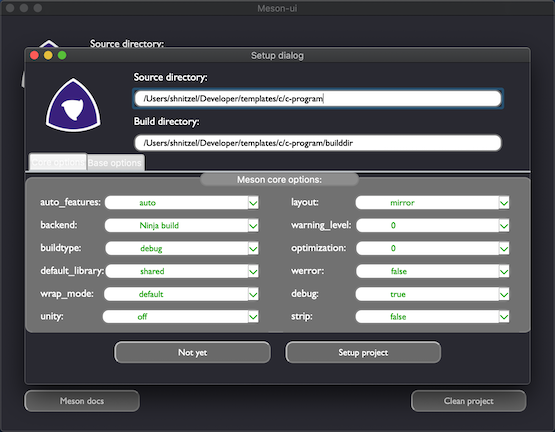 Meson-ui
Source directory:
Setup dialog
Source directory:
/Users/shnitzel/Developer/templates/c/c-program
Build directory:
/Users/shnitzel/Developer/templates/c/c-program/builddir
Base options
Meson core options:
auto_features: auto layout: mirror
backend: Ninja build warning_level: 0
buildtype: debug optimization: 0
default_library: shared werror: false
wrap_mode: default debug: true
unity: off strip: false
Not yet Setup project
Meson docs Clean project